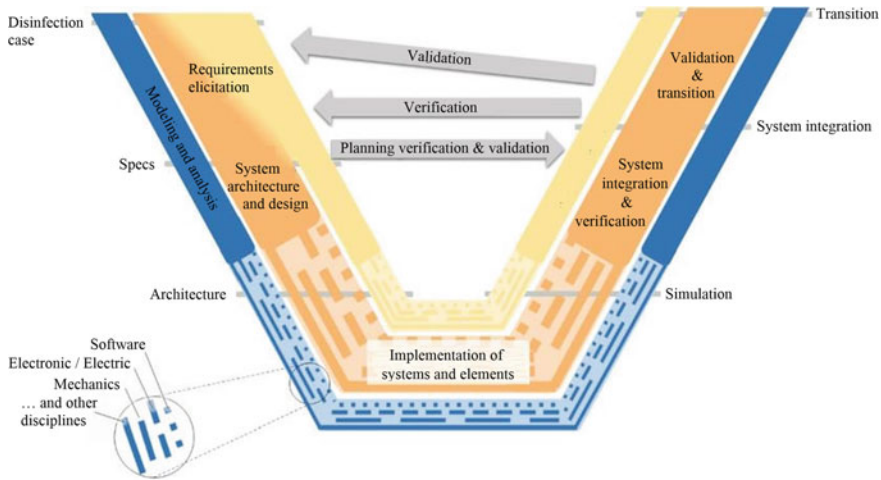 Disinfection
case
Transition
Validation
Requirements
elicitation
Validation
&
transition
Verification
Modeling and analysis
System integration
Planning verification & validation
Specs
System
architecture
and design
System
integration
&
verification
Architecture
Simulation
Software
Electronic / Electric
Mechanics
... and other
disciplines
Implementation of
systems and elements